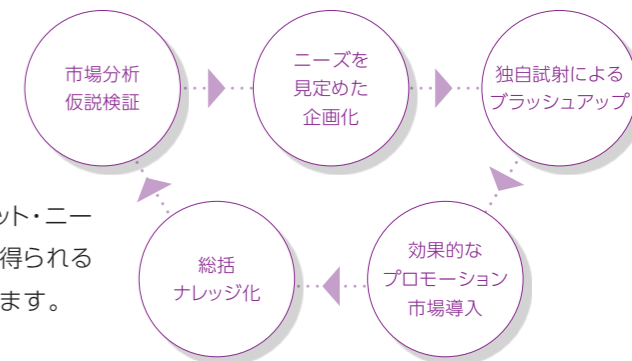 市場分析
仮説検証
ニーズを
見定めた
企画化
独自試射による
ブラッシュアップ
ット・ニー
得られる
ます。
総括
ナレッジ化
効果的な
プロモーション
市場導入